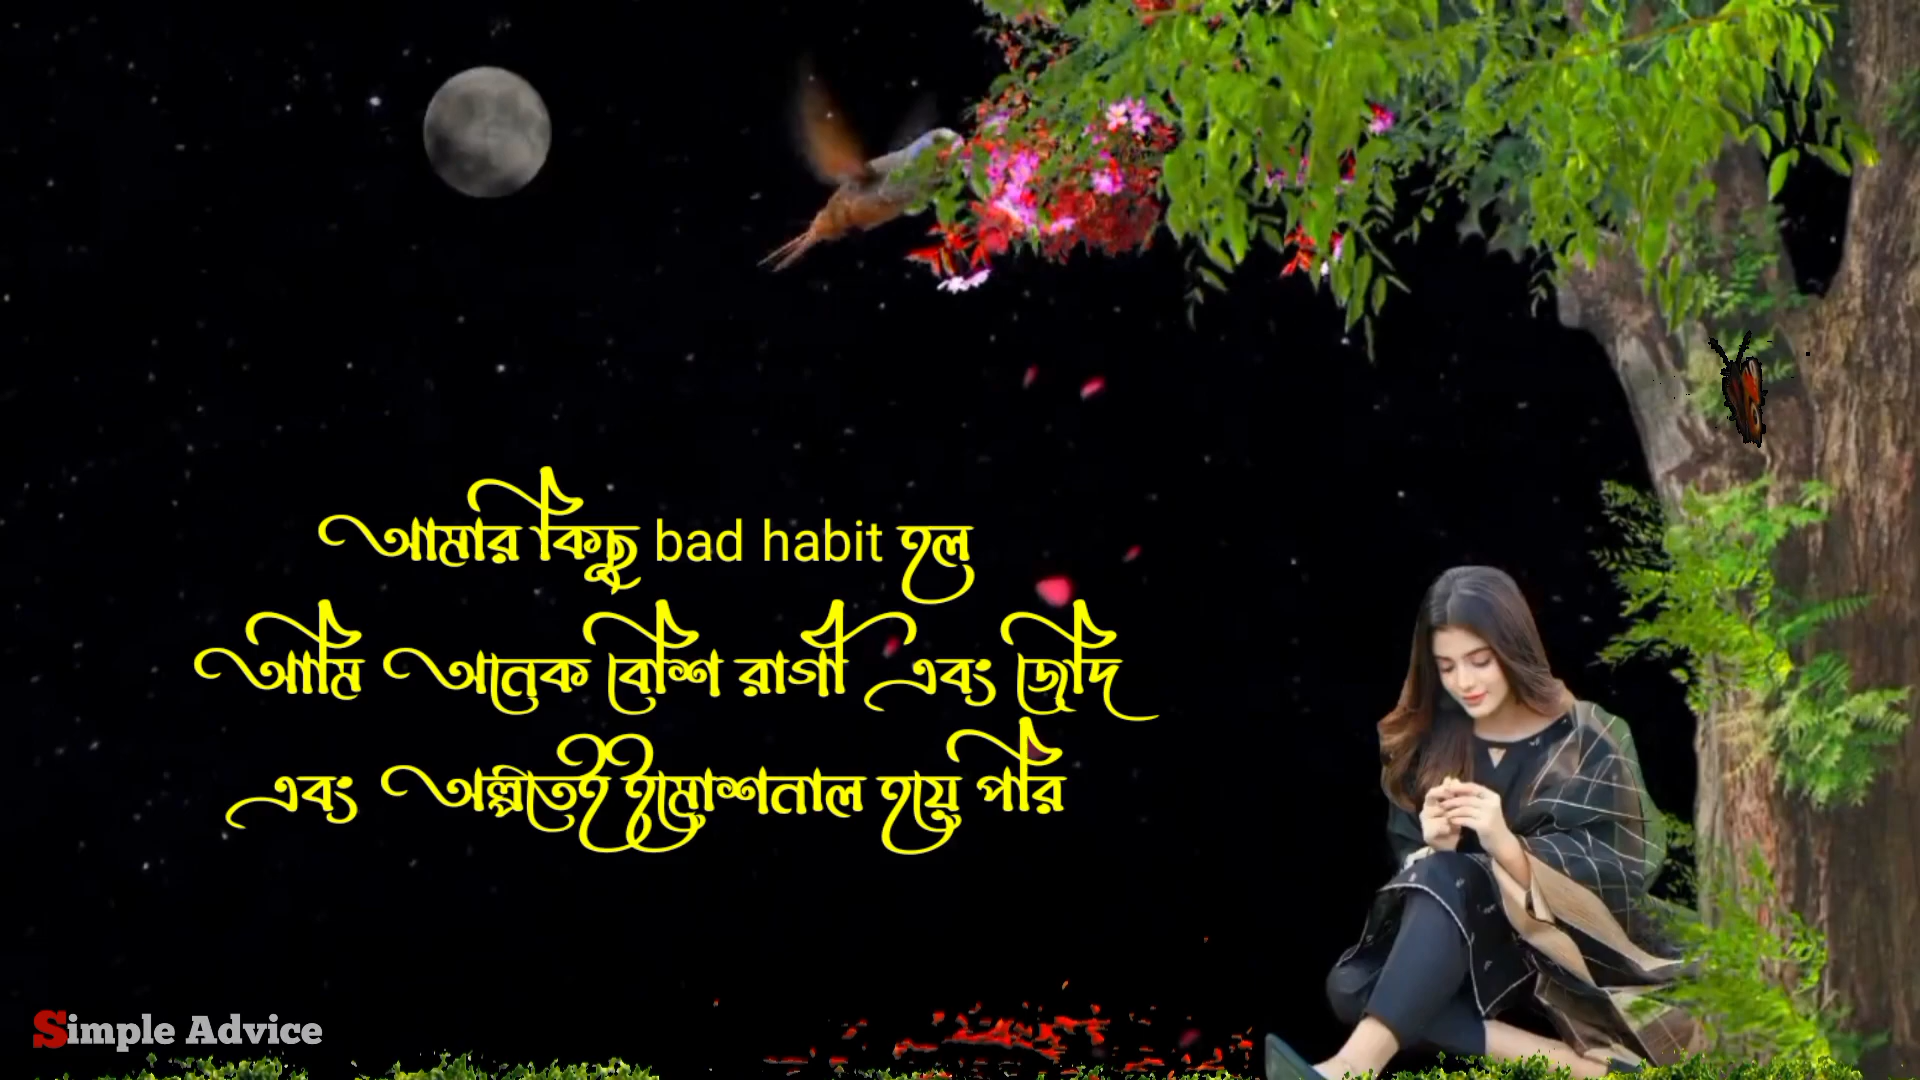 আমার কিছু bad habit হল
আমি অনেক বেশি রাগী এবং জেদি
এবং অল্পতেই ইমোশনাল হয়ে পরি
Simple Advice